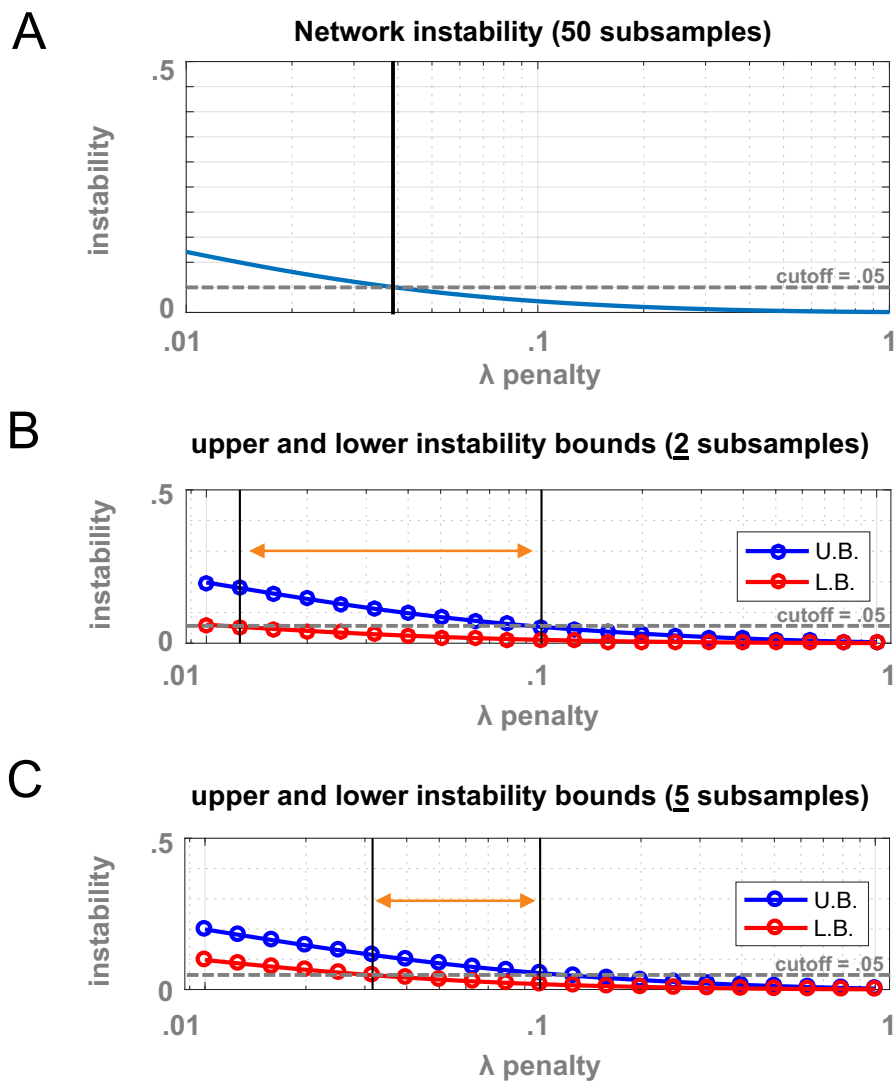 A
Network instability (50 subsamples)
.5
instability
cutoff = .05
0
.01
.1
1
λ penalty
B
upper and lower instability bounds (2 subsamples)
.5
instability
U.B.
L.B.
cutoff = .05
0
.01
.1
1
λ penalty
C
upper and lower instability bounds (5 subsamples)
.5
instability
U.B.
L.B.
cutoff = .05
0
.01
.1
1
λ penalty